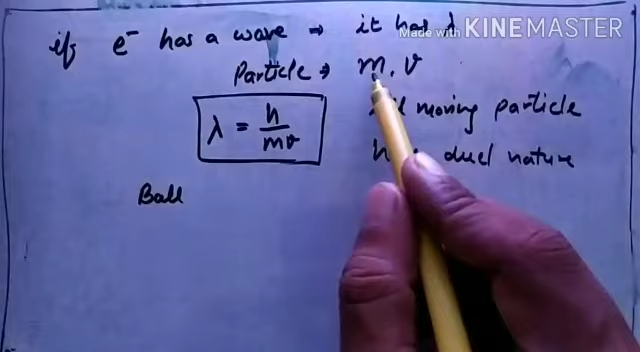 Made with KINEMASTER
if e⁻ has a wave ⇒ it has λ
Particle ⇒ m, v
λ = h/mv
moving particle
dual nature
Ball